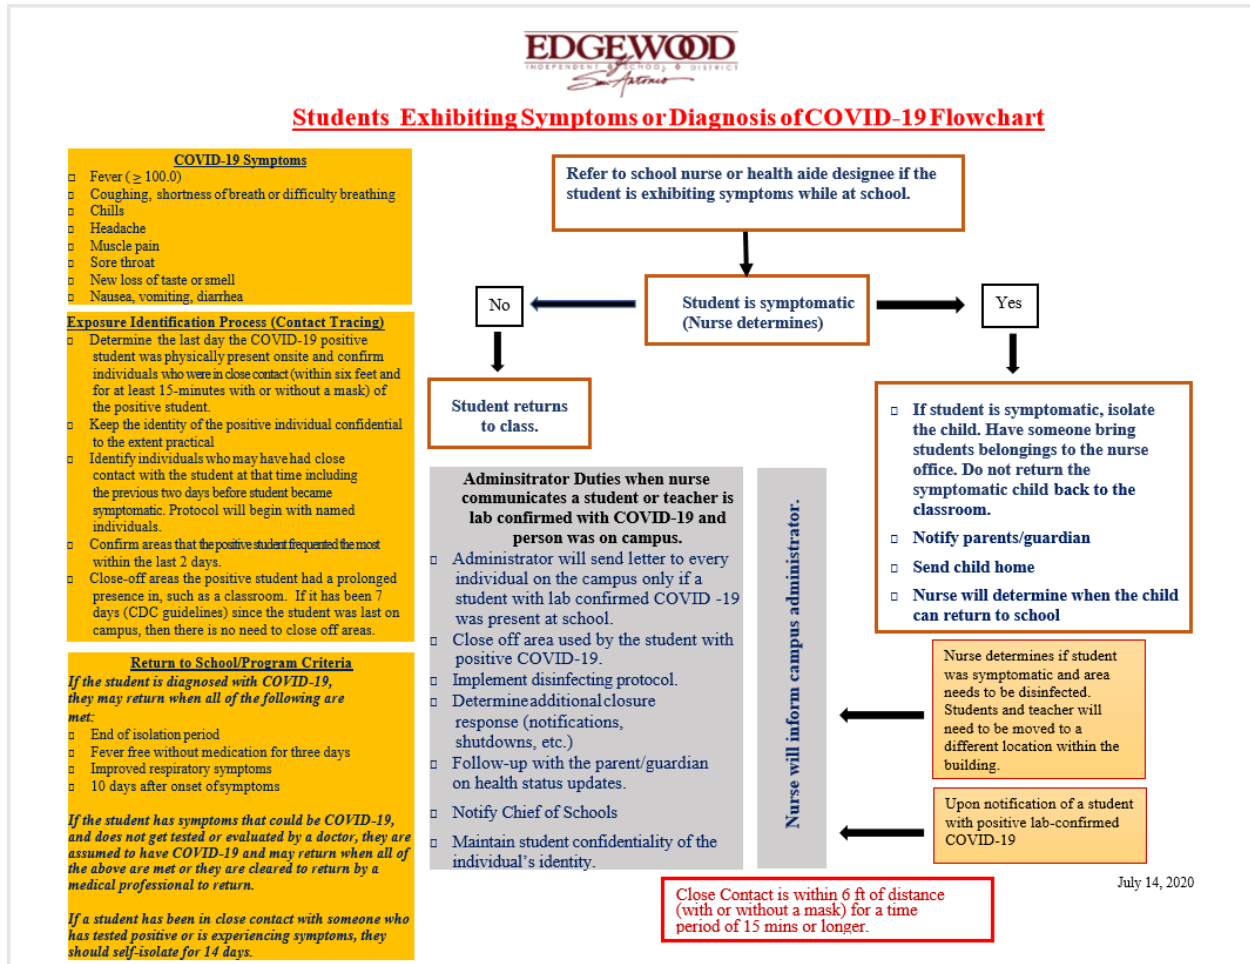 EDGEWOOD
INDEPENDENT SCHOOL DISTRICT
San Antonio
Students Exhibiting Symptoms or Diagnosis of COVID-19 Flowchart
COVID-19 Symptoms
Fever ( ≥ 100.0)
Coughing, shortness of breath or difficulty breathing
Chills
Headache
Muscle pain
Sore throat
New loss of taste or smell
Nausea, vomiting, diarrhea
Exposure Identification Process (Contact Tracing)
Determine the last day the COVID-19 positive
student was physically present onsite and confirm
individuals who were in close contact (within six feet and
for at least 15-minutes with or without a mask) of
the positive student.
Keep the identity of the positive individual confidential
to the extent practical
Identify individuals who may have had close
contact with the student at that time including
the previous two days before student became
symptomatic. Protocol will begin with named
individuals.
Confirm areas that the positive student frequented the most
within the last 2 days.
Close-off areas the positive student had a prolonged
presence in, such as a classroom. If it has been 7
days (CDC guidelines) since the student was last on
campus, then there is no need to close off areas.
Return to School/Program Criteria
If the student is diagnosed with COVID-19,
they may return when all of the following are
met:
End of isolation period
Fever free without medication for three days
Improved respiratory symptoms
10 days after onset of symptoms
If the student has symptoms that could be COVID-19,
and does not get tested or evaluated by a doctor, they are
assumed to have COVID-19 and may return when all of
the above are met or they are cleared to return by a
medical professional to return.
If a student has been in close contact with someone who
has tested positive or is experiencing symptoms, they
should self-isolate for 14 days.
Refer to school nurse or health aide designee if the
student is exhibiting symptoms while at school.
Student is symptomatic
(Nurse determines)
No
Yes
Student returns
to class.
If student is symptomatic, isolate
the child. Have someone bring
students belongings to the nurse
office. Do not return the
symptomatic child back to the
classroom.
Notify parents/guardian
Send child home
Nurse will determine when the child
can return to school
Adminsitrator Duties when nurse
communicates a student or teacher is
lab confirmed with COVID-19 and
person was on campus.
Administrator will send letter to every
individual on the campus only if a
student with lab confirmed COVID -19
was present at school.
Close off area used by the student with
positive COVID-19.
Implement disinfecting protocol.
Determine additional closure
response (notifications,
shutdowns, etc.)
Follow-up with the parent/guardian
on health status updates.
Notify Chief of Schools
Maintain student confidentiality of the
individual's identity.
Nurse will inform campus administrator.
Nurse determines if student
was symptomatic and area
needs to be disinfected.
Students and teacher will
need to be moved to a
different location within the
building.
Upon notification of a student
with positive lab-confirmed
COVID-19
July 14, 2020
Close Contact is within 6 ft of distance
(with or without a mask) for a time
period of 15 mins or longer.